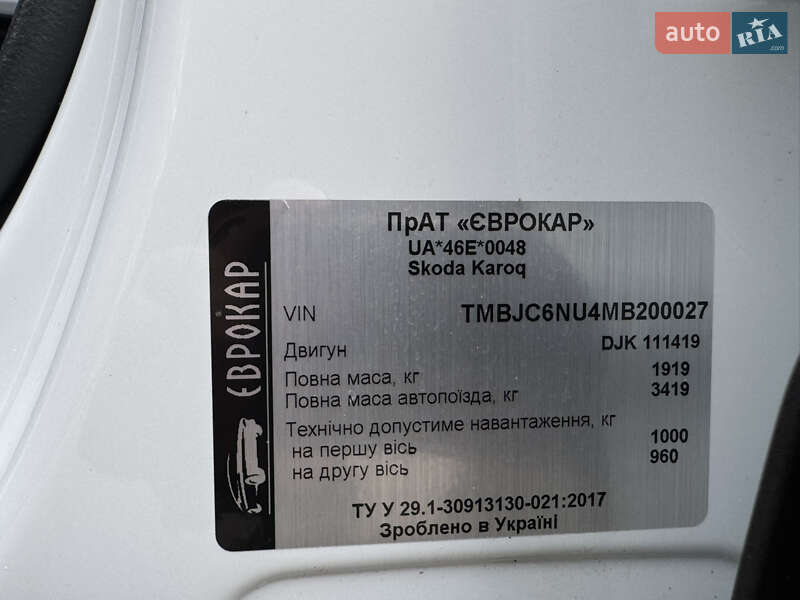 auto RIA.com
ЄВРОКАР
ПрАТ «ЄВРОКАР»
UA*46E*0048
Skoda Karoq
VIN TMBJC6NU4MB200027
Двигун DJK 111419
Повна маса, кг 1919
Повна маса автопоїзда, кг 3419
Технічно допустиме навантаження, кг
на першу вісь 1000
на другу вісь 960
ТУ У 29.1-30913130-021:2017
Зроблено в Україні